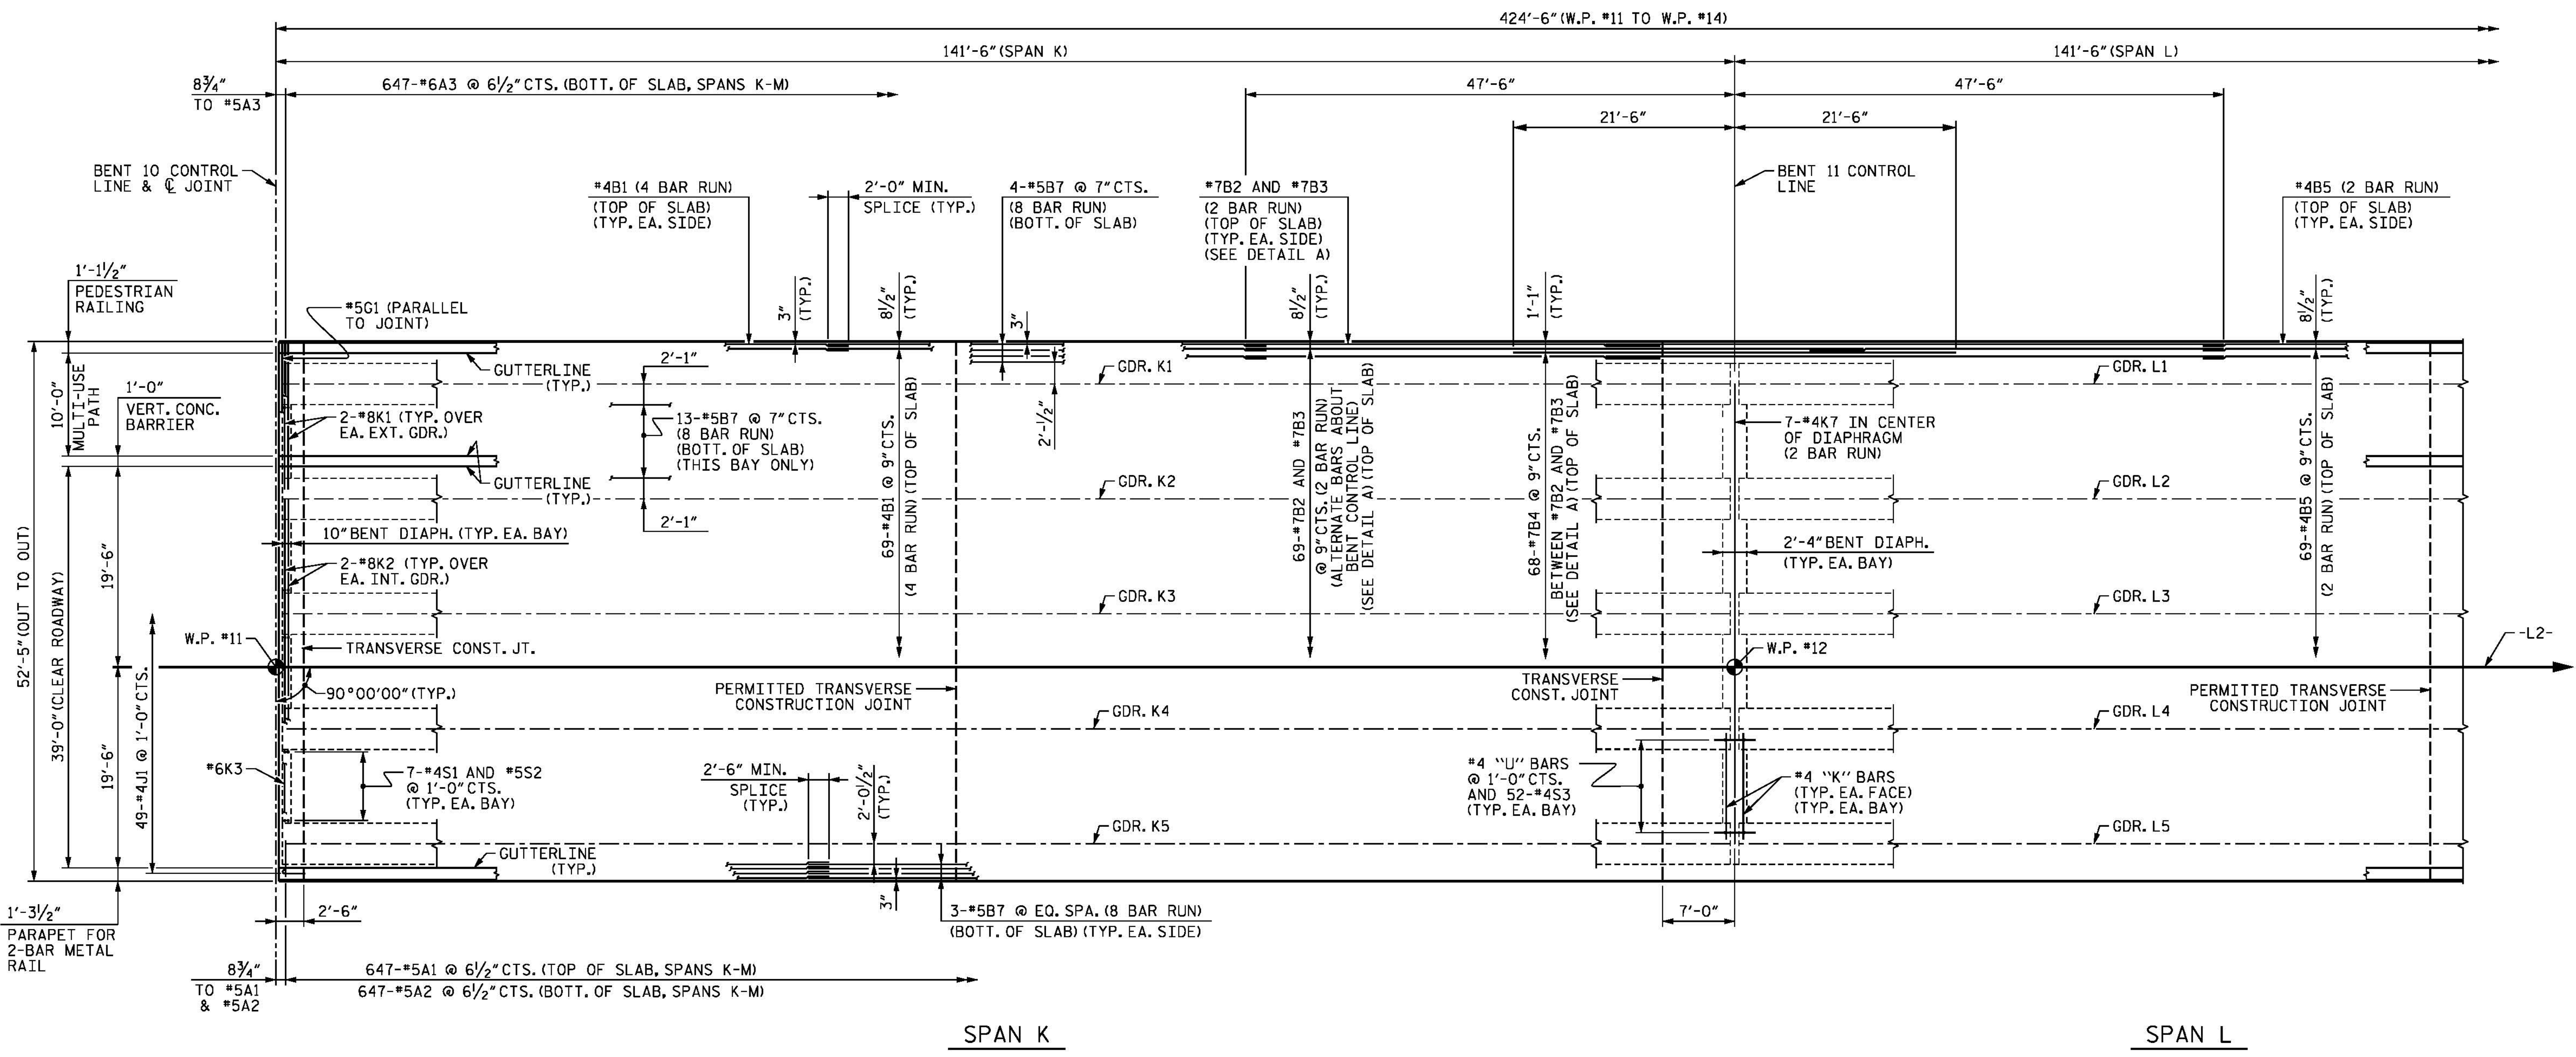 424'-6" (W.P. #11 TO W.P. #14)
141'-6" (SPAN K)
141'-6" (SPAN L)
8¾"
TO #5A3
647-#6A3 @ 6½" CTS. (BOTT. OF SLAB, SPANS K-M)
47'-6"
47'-6"
21'-6"
21'-6"
BENT 10 CONTROL
LINE & ℄ JOINT
#4B1 (4 BAR RUN)
(TOP OF SLAB)
(TYP. EA. SIDE)
2'-0" MIN.
SPLICE (TYP.)
4-#5B7 @ 7" CTS.
(8 BAR RUN)
(BOTT. OF SLAB)
#7B2 AND #7B3
(2 BAR RUN)
(TOP OF SLAB)
(TYP. EA. SIDE)
(SEE DETAIL A)
BENT 11 CONTROL
LINE
#4B5 (2 BAR RUN)
(TOP OF SLAB)
(TYP. EA. SIDE)
1'-1½"
PEDESTRIAN
RAILING
#5G1 (PARALLEL
TO JOINT)
3"
(TYP.)
8½"
(TYP.)
3"
8½"
(TYP.)
1'-1"
(TYP.)
8½"
(TYP.)
GUTTERLINE
(TYP.)
2'-1"
2'-½"
GDR. K1
GDR. L1
10'-0"
MULTI-USE
PATH
1'-0"
VERT. CONC.
BARRIER
2-#8K1 (TYP. OVER
EA. EXT. GDR.)
13-#5B7 @ 7" CTS.
(8 BAR RUN)
(BOTT. OF SLAB)
(THIS BAY ONLY)
69-#4B1 @ 9" CTS.
(4 BAR RUN) (TOP OF SLAB)
69-#7B2 AND #7B3
@ 9" CTS. (2 BAR RUN)
(ALTERNATE BARS ABOUT
BENT CONTROL LINE)
(SEE DETAIL A) (TOP OF SLAB)
68-#7B4 @ 9" CTS.
BETWEEN #7B2 AND #7B3
(SEE DETAIL A) (TOP OF SLAB)
7-#4K7 IN CENTER
OF DIAPHRAGM
(2 BAR RUN)
69-#4B5 @ 9" CTS.
(2 BAR RUN) (TOP OF SLAB)
GUTTERLINE
(TYP.)
GDR. K2
GDR. L2
2'-1"
52'-5" (OUT TO OUT)
39'-0" (CLEAR ROADWAY)
19'-6"
10" BENT DIAPH. (TYP. EA. BAY)
2'-4" BENT DIAPH.
(TYP. EA. BAY)
2-#8K2 (TYP. OVER
EA. INT. GDR.)
GDR. K3
GDR. L3
W.P. #11
TRANSVERSE CONST. JT.
W.P. #12
-L2-
49-#4J1 @ 1'-0" CTS.
90°00'00" (TYP.)
PERMITTED TRANSVERSE
CONSTRUCTION JOINT
TRANSVERSE
CONST. JOINT
PERMITTED TRANSVERSE
CONSTRUCTION JOINT
GDR. K4
GDR. L4
19'-6"
#6K3
7-#4S1 AND #5S2
@ 1'-0" CTS.
(TYP. EA. BAY)
2'-6" MIN.
SPLICE
(TYP.)
2'-0½"
(TYP.)
#4 "U" BARS
@ 1'-0" CTS.
AND 52-#4S3
(TYP. EA. BAY)
#4 "K" BARS
(TYP. EA. FACE)
(TYP. EA. BAY)
GDR. K5
GDR. L5
GUTTERLINE
(TYP.)
3"
1'-3½"
PARAPET FOR
2-BAR METAL
RAIL
2'-6"
3-#5B7 @ EQ. SPA. (8 BAR RUN)
(BOTT. OF SLAB) (TYP. EA. SIDE)
7'-0"
8¾"
TO #5A1
& #5A2
647-#5A1 @ 6½" CTS. (TOP OF SLAB, SPANS K-M)
647-#5A2 @ 6½" CTS. (BOTT. OF SLAB, SPANS K-M)
SPAN K
SPAN L